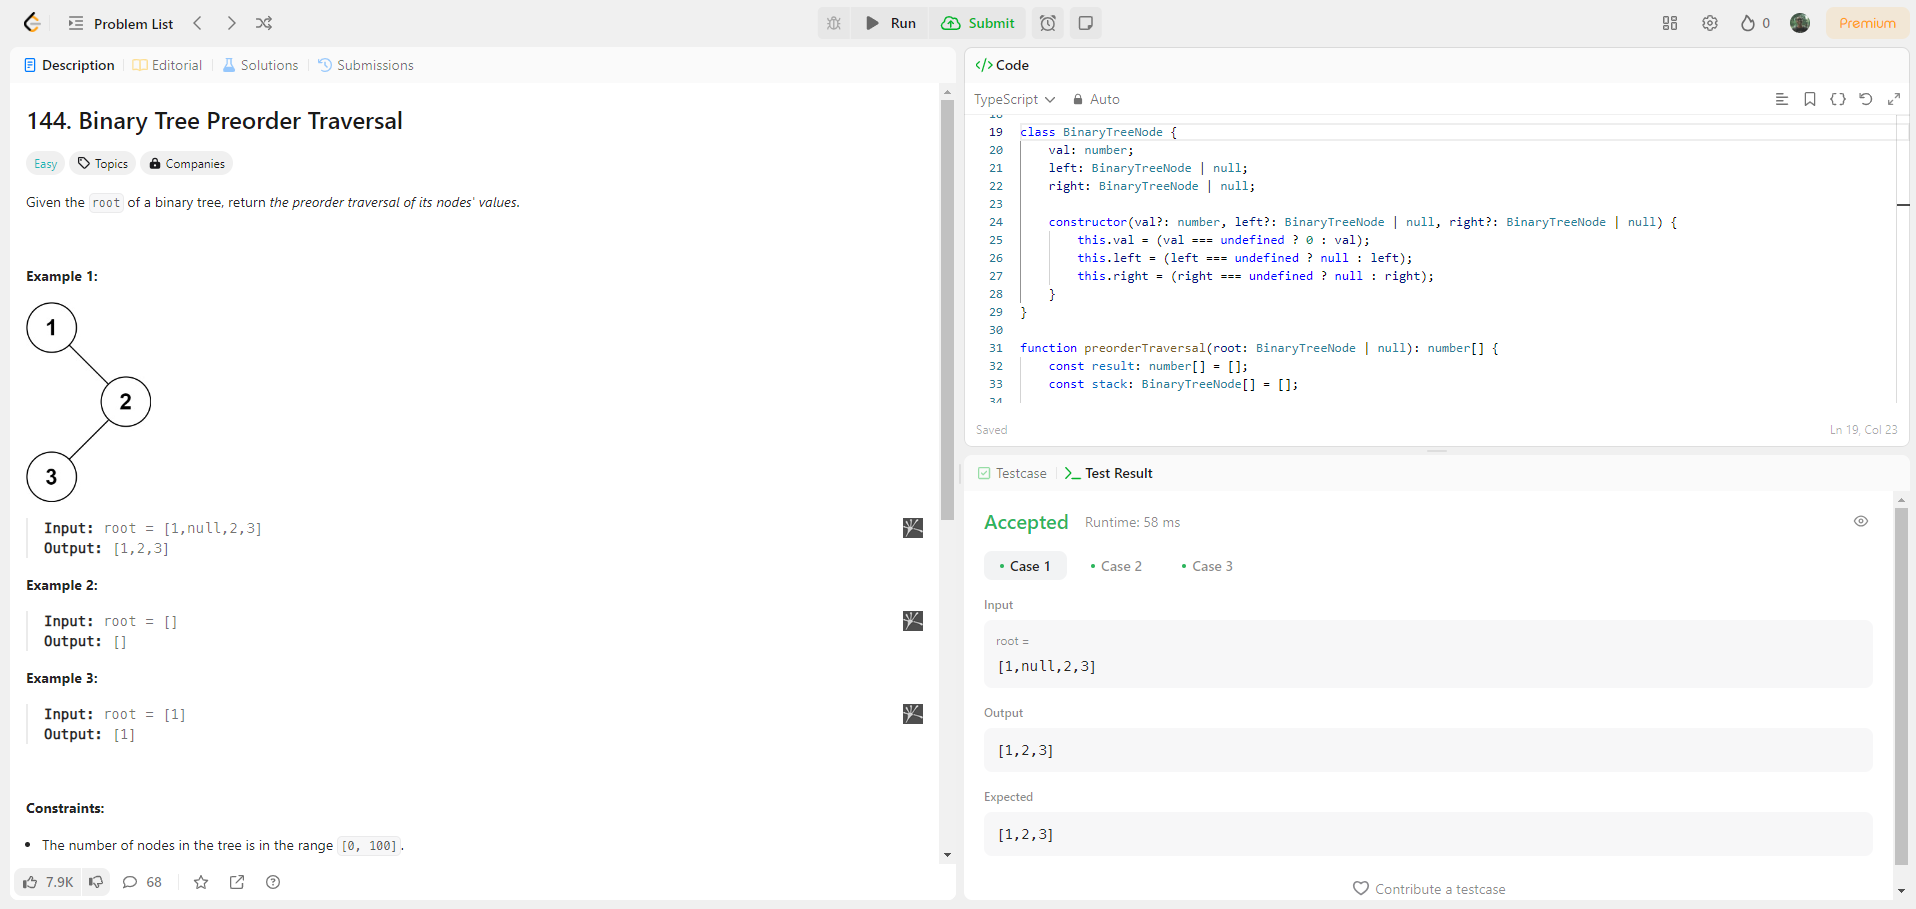 Problem List
Run
Submit
0
Premium
Description
Editorial
Solutions
Submissions
144. Binary Tree Preorder Traversal
Easy
Topics
Companies
Given the root of a binary tree, return the preorder traversal of its nodes' values.
Example 1:
1
2
3
Input: root = [1,null,2,3]
Output: [1,2,3]
Example 2:
Input: root = []
Output: []
Example 3:
Input: root = [1]
Output: [1]
Constraints:
• The number of nodes in the tree is in the range [0, 100].
7.9K
68
</> Code
TypeScript
Auto
18
19 class BinaryTreeNode {
20 val: number;
21 left: BinaryTreeNode | null;
22 right: BinaryTreeNode | null;
23
24 constructor(val?: number, left?: BinaryTreeNode | null, right?: BinaryTreeNode | null) {
25 this.val = (val === undefined ? 0 : val);
26 this.left = (left === undefined ? null : left);
27 this.right = (right === undefined ? null : right);
28 }
29 }
30
31 function preorderTraversal(root: BinaryTreeNode | null): number[] {
32 const result: number[] = [];
33 const stack: BinaryTreeNode[] = [];
34
Saved
Ln 19, Col 23
Testcase
>_ Test Result
Accepted
Runtime: 58 ms
• Case 1
• Case 2
• Case 3
Input
root =
[1,null,2,3]
Output
[1,2,3]
Expected
[1,2,3]
Contribute a testcase